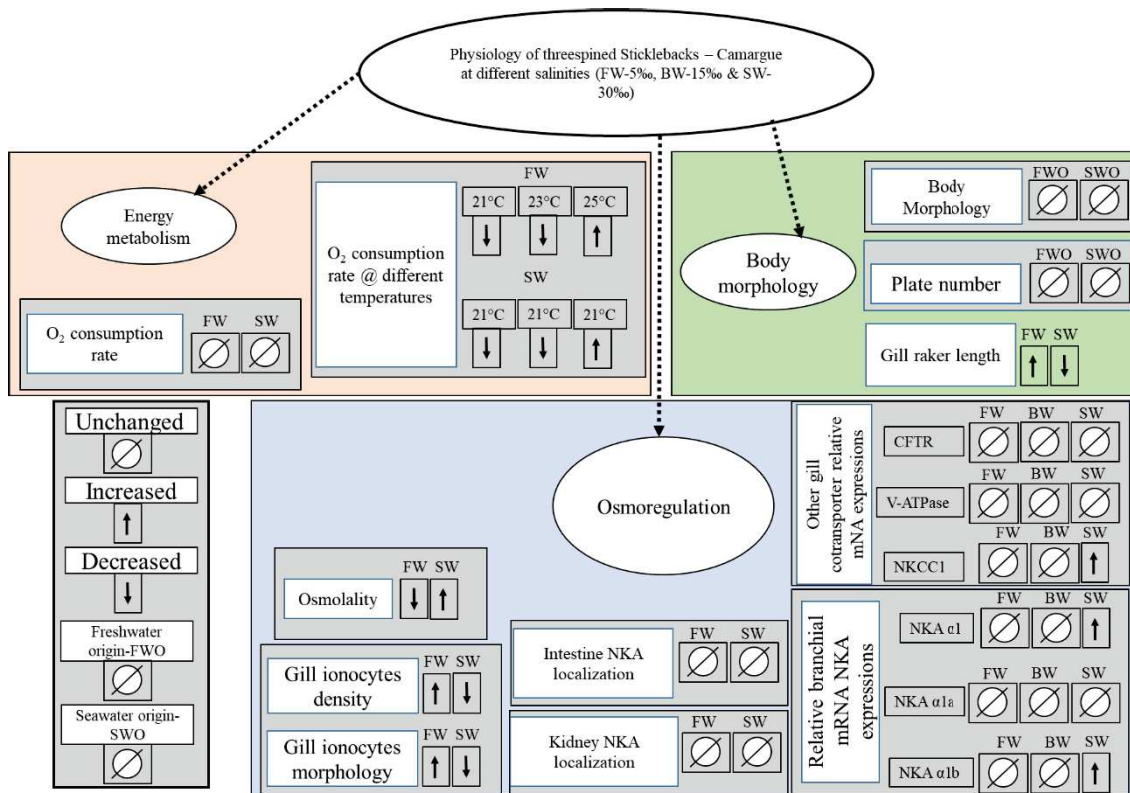 Physiology of threespined Sticklebacks – Camargue
at different salinities (FW-5‰, BW-15‰ & SW-
30‰)
Energy
metabolism
O₂ consumption
rate
FW SW
O₂ consumption
rate @ different
temperatures
FW
21°C 23°C 25°C
SW
21°C 21°C 21°C
Body
morphology
Body
Morphology
FWO SWO
Plate number
FWO SWO
Gill raker length
FW SW
Unchanged
Increased
Decreased
Freshwater
origin-FWO
Seawater origin-
SWO
Osmoregulation
Osmolality
FW SW
Gill ionocytes
density
FW SW
Gill ionocytes
morphology
FW SW
Intestine NKA
localization
FW SW
Kidney NKA
localization
FW SW
Other gill
cotransporter relative
mNA expressions
FW BW SW
CFTR
FW BW SW
V-ATPase
FW BW SW
NKCC1
Relative branchial
mRNA NKA
expressions
FW BW SW
NKA α1
FW BW SW
NKA α1a
FW BW SW
NKA α1b